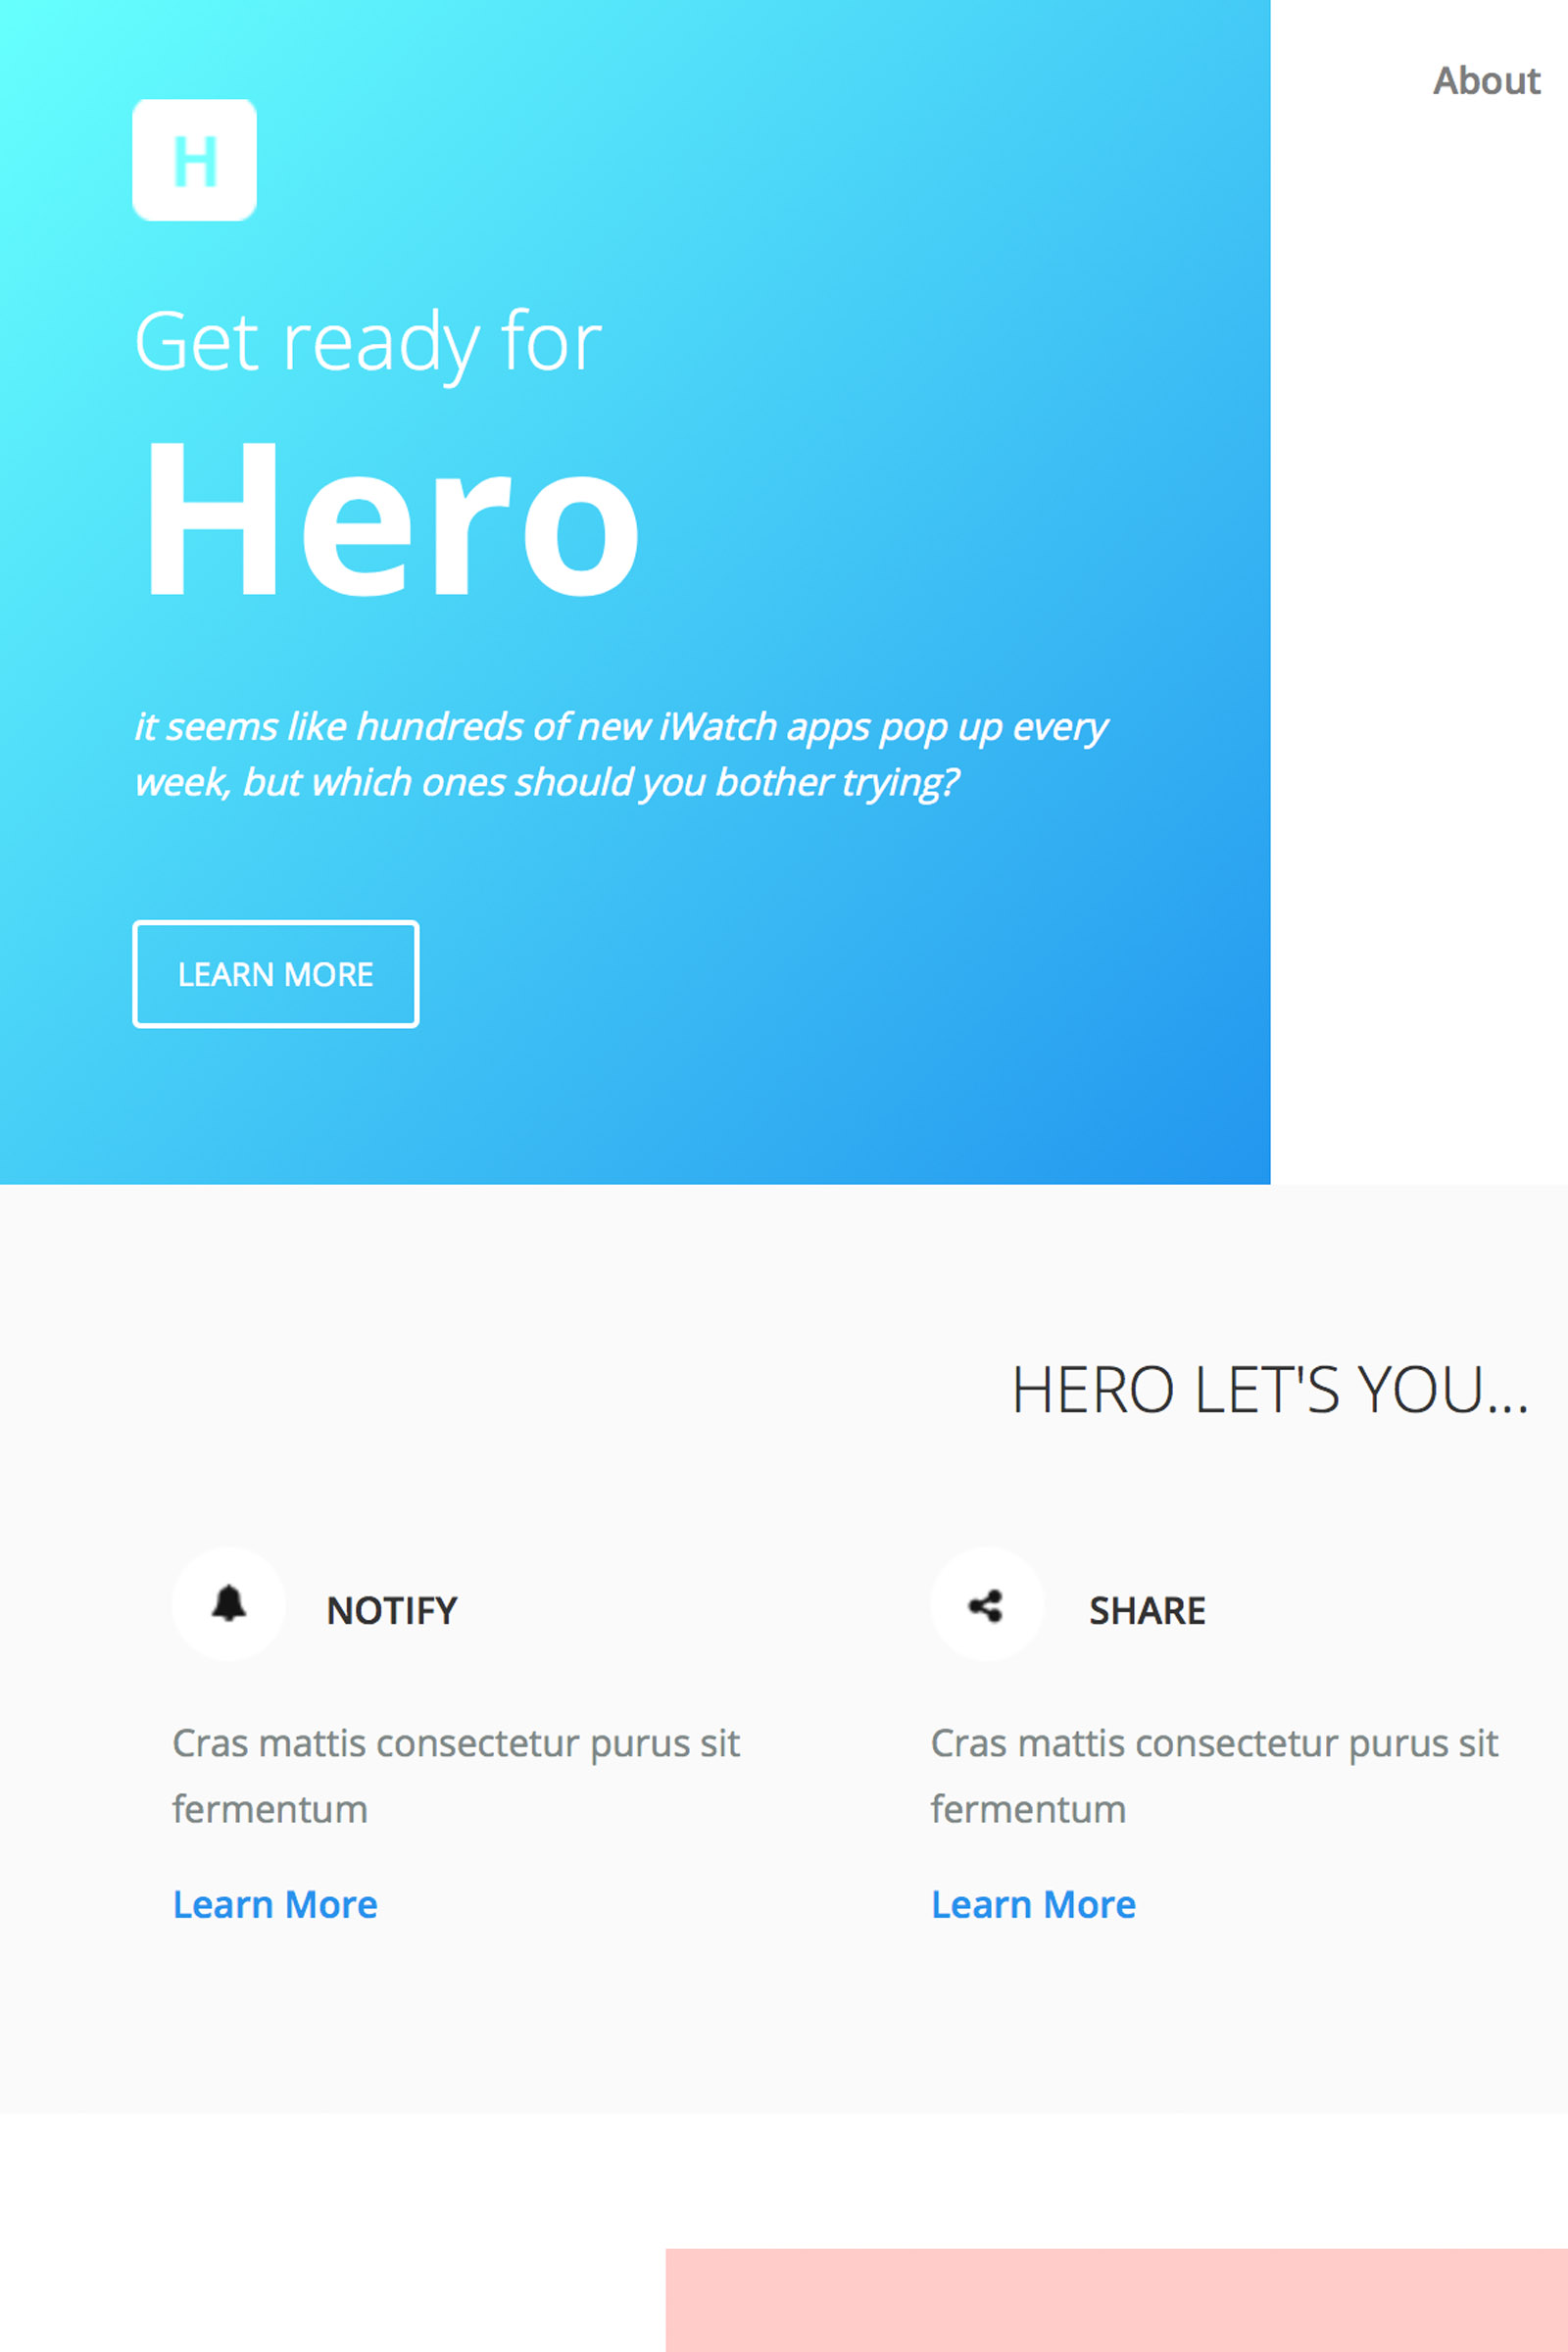 About
H
Get ready for
Hero
it seems like hundreds of new iWatch apps pop up every
week, but which ones should you bother trying?
LEARN MORE
HERO LET'S YOU...
NOTIFY
Cras mattis consectetur purus sit
fermentum
Learn More
SHARE
Cras mattis consectetur purus sit
fermentum
Learn More